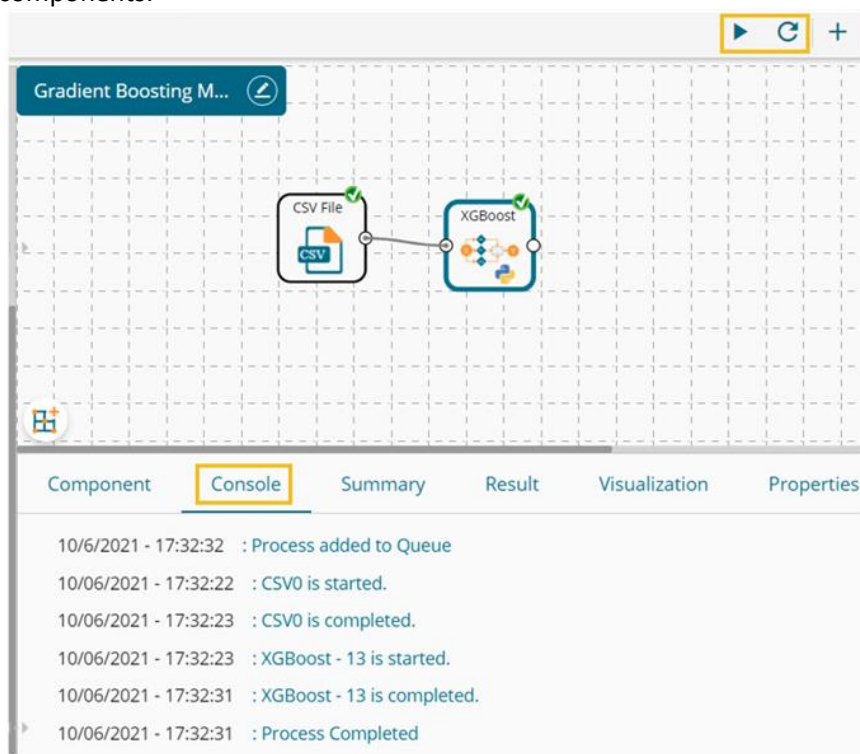 components.
Gradient Boosting M...
CSV File
CSV
XGBoost
Component Console Summary Result Visualization Properties
10/6/2021 - 17:32:32 : Process added to Queue
10/06/2021 - 17:32:22 : CSV0 is started.
10/06/2021 - 17:32:23 : CSV0 is completed.
10/06/2021 - 17:32:23 : XGBoost - 13 is started.
10/06/2021 - 17:32:31 : XGBoost - 13 is completed.
10/06/2021 - 17:32:31 : Process Completed